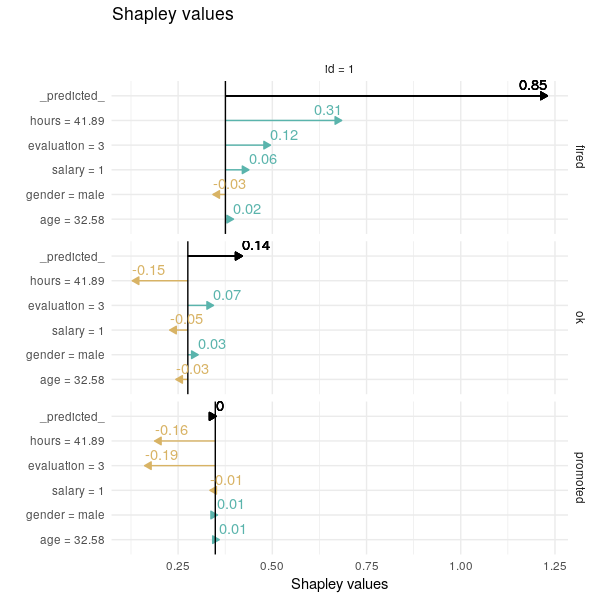 Shapley values
id = 1
_predicted_ 0.85
hours = 41.89 0.31
evaluation = 3 0.12
salary = 1 0.06
gender = male -0.03
age = 32.58 0.02
fired
_predicted_ 0.14
hours = 41.89 -0.15
evaluation = 3 0.07
salary = 1 -0.05
gender = male 0.03
age = 32.58 -0.03
ok
_predicted_ 0
hours = 41.89 -0.16
evaluation = 3 -0.19
salary = 1 -0.01
gender = male 0.01
age = 32.58 0.01
promoted
0.25 0.50 0.75 1.00 1.25
Shapley values